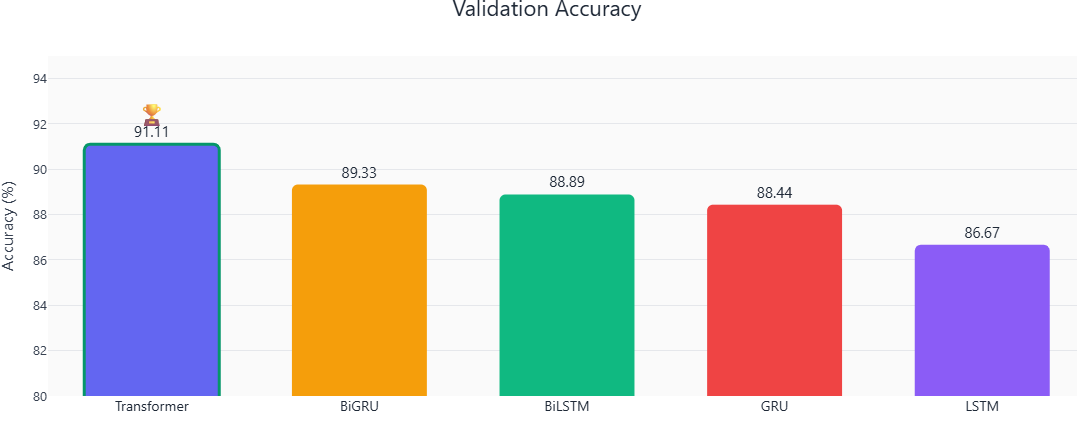 Validation Accuracy
Accuracy (%)
94
92
90
88
86
84
82
80
91.11
89.33
88.89
88.44
86.67
Transformer
BiGRU
BiLSTM
GRU
LSTM